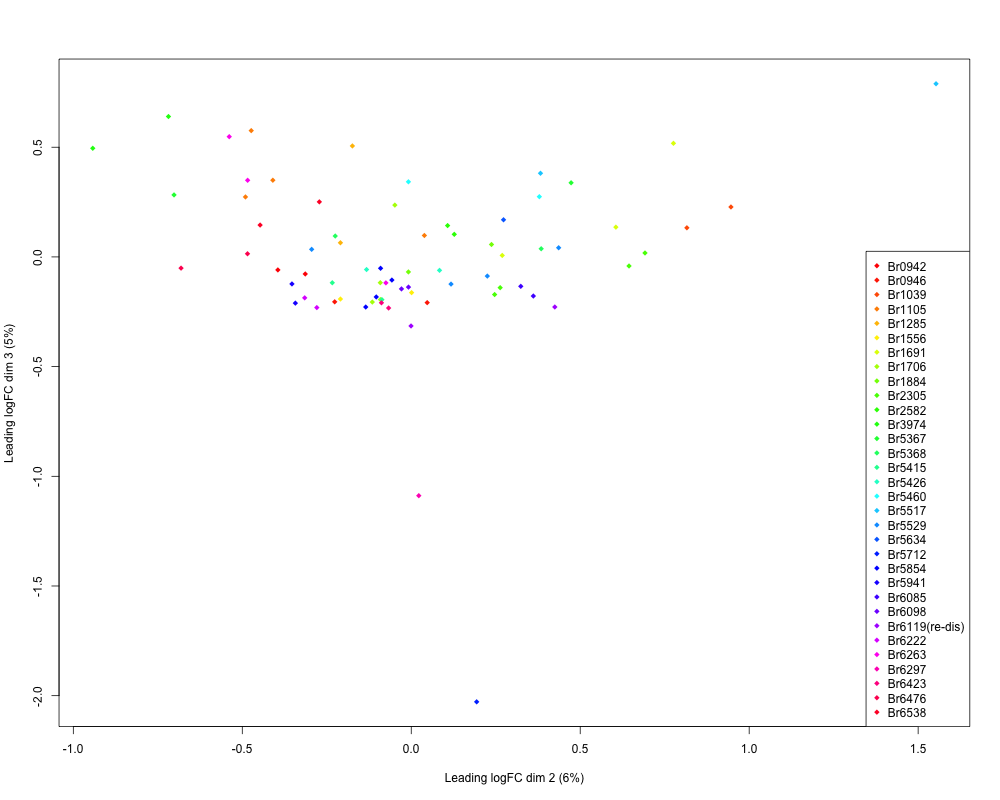 0.5
0.0
-0.5
-1.0
-1.5
-2.0
Leading logFC dim 3 (5%)
Br0942
Br0946
Br1039
Br1105
Br1285
Br1556
Br1691
Br1706
Br1884
Br2305
Br2582
Br3974
Br5367
Br5368
Br5415
Br5426
Br5460
Br5517
Br5529
Br5634
Br5712
Br5854
Br5941
Br6085
Br6098
Br6119(re-dis)
Br6222
Br6263
Br6297
Br6423
Br6476
Br6538
-1.0 -0.5 0.0 0.5 1.0 1.5
Leading logFC dim 2 (6%)